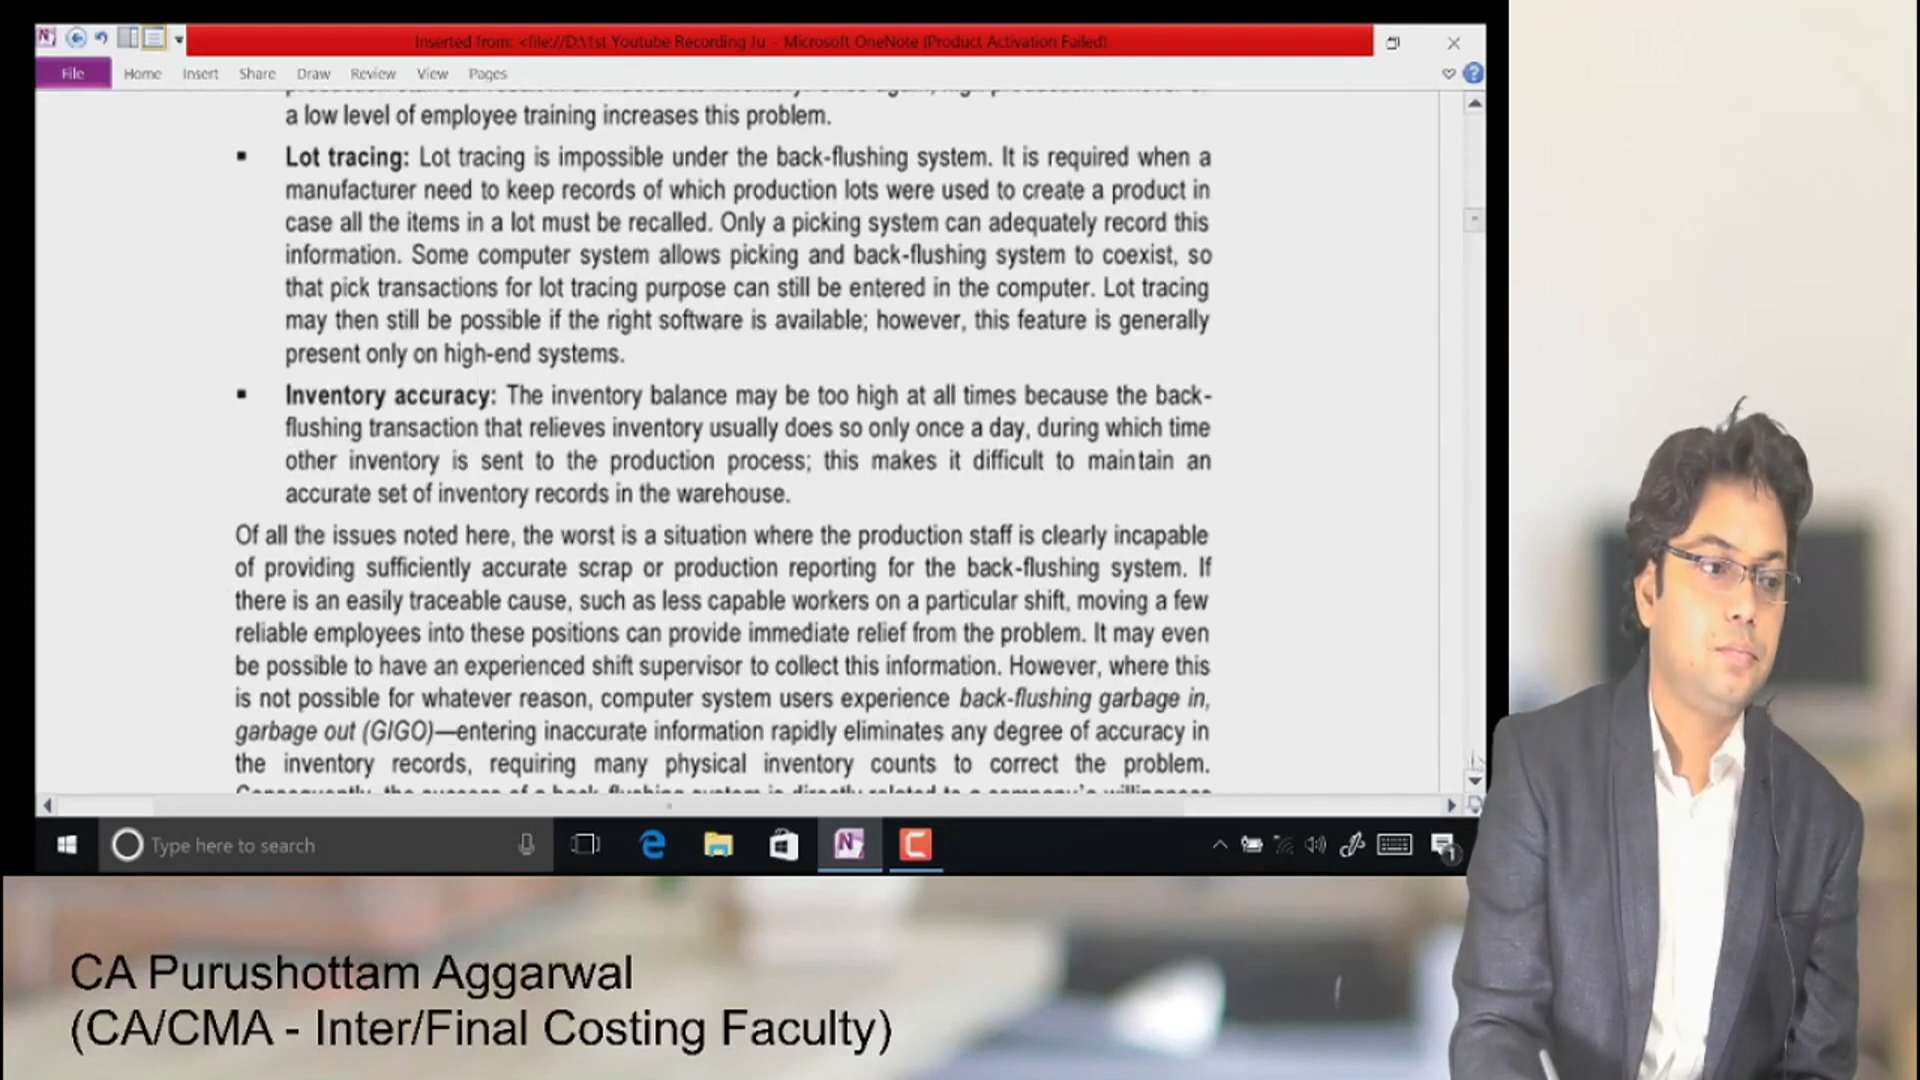 Inserted from: <file://D:\1st Youtube Recording Ju - Microsoft OneNote (Product Activation Failed)
File Home Insert Share Draw Review View Pages
a low level of employee training increases this problem.
▪ Lot tracing: Lot tracing is impossible under the back-flushing system. It is required when a
manufacturer need to keep records of which production lots were used to create a product in
case all the items in a lot must be recalled. Only a picking system can adequately record this
information. Some computer system allows picking and back-flushing system to coexist, so
that pick transactions for lot tracing purpose can still be entered in the computer. Lot tracing
may then still be possible if the right software is available; however, this feature is generally
present only on high-end systems.
▪ Inventory accuracy: The inventory balance may be too high at all times because the back-
flushing transaction that relieves inventory usually does so only once a day, during which time
other inventory is sent to the production process; this makes it difficult to maintain an
accurate set of inventory records in the warehouse.
Of all the issues noted here, the worst is a situation where the production staff is clearly incapable
of providing sufficiently accurate scrap or production reporting for the back-flushing system. If
there is an easily traceable cause, such as less capable workers on a particular shift, moving a few
reliable employees into these positions can provide immediate relief from the problem. It may even
be possible to have an experienced shift supervisor to collect this information. However, where this
is not possible for whatever reason, computer system users experience back-flushing garbage in,
garbage out (GIGO)—entering inaccurate information rapidly eliminates any degree of accuracy in
the inventory records, requiring many physical inventory counts to correct the problem.
Consequently, the success of a back-flushing system is directly related to a company's willingness
Type here to search
CA Purushottam Aggarwal
(CA/CMA - Inter/Final Costing Faculty)